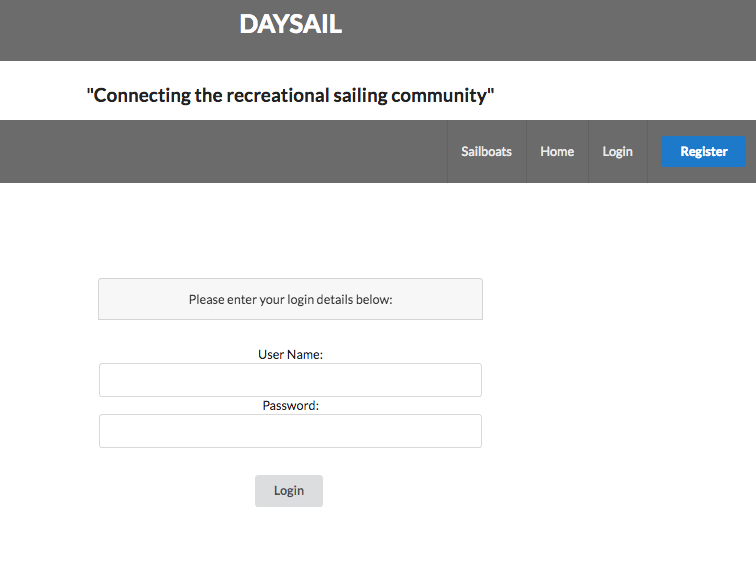 DAYSAIL
"Connecting the recreational sailing community"
Sailboats Home Login Register
Please enter your login details below:
User Name:
Password:
Login